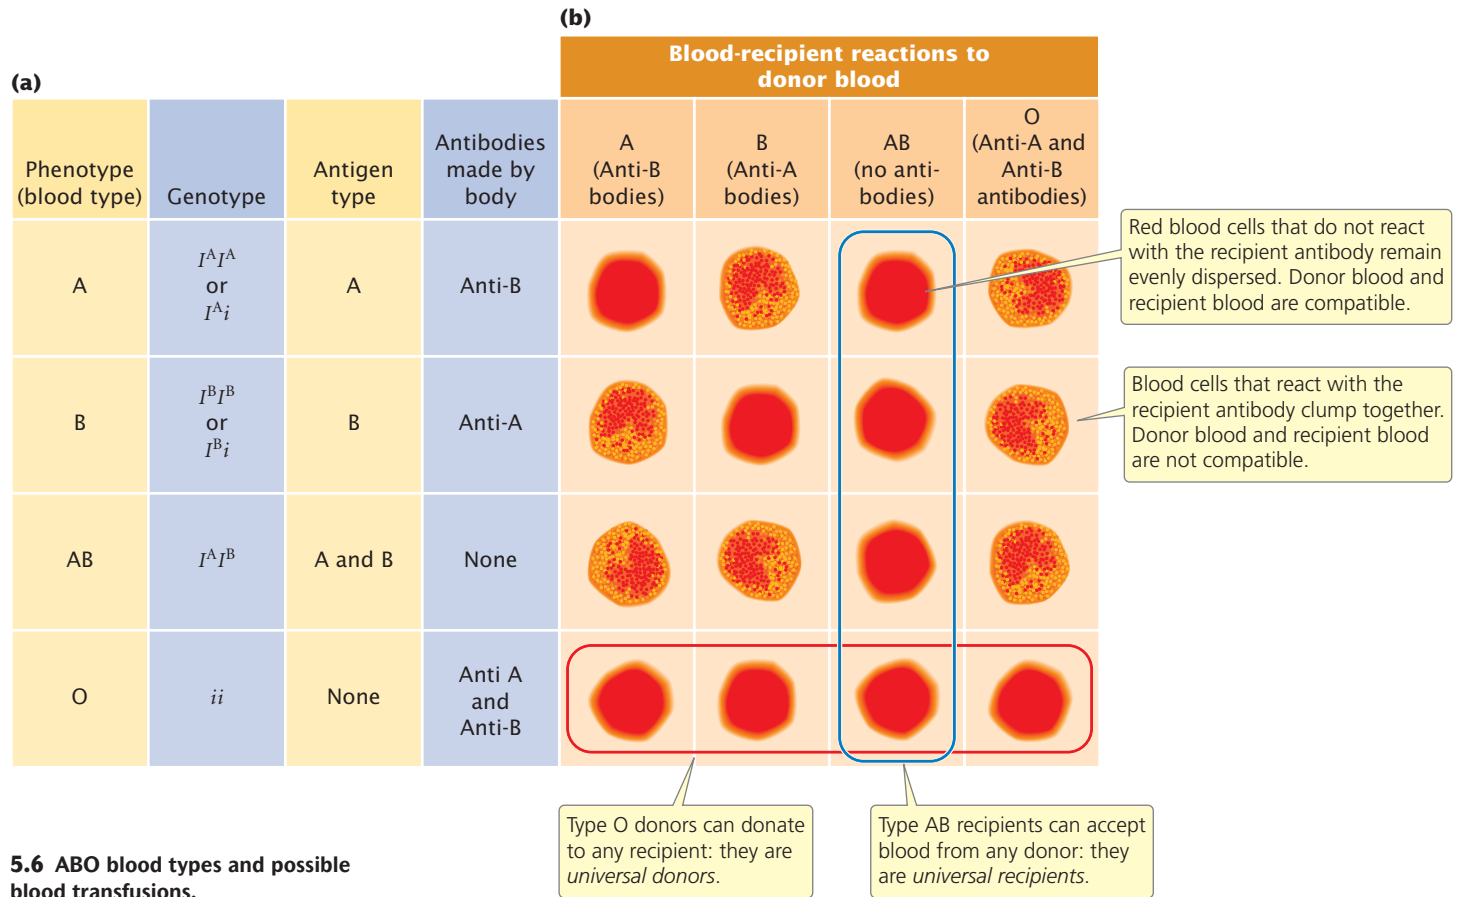 (b)
Blood-recipient reactions to
donor blood
(a)
Phenotype
(blood type)
Genotype
Antigen
type
Antibodies
made by
body
A
(Anti-B
bodies)
B
(Anti-A
bodies)
AB
(no anti-
bodies)
O
(Anti-A and
Anti-B
antibodies)
A
IᴬIᴬ
or
Iᴬi
A
Anti-B
Red blood cells that do not react
with the recipient antibody remain
evenly dispersed. Donor blood and
recipient blood are compatible.
B
IᴮIᴮ
or
Iᴮi
B
Anti-A
Blood cells that react with the
recipient antibody clump together.
Donor blood and recipient blood
are not compatible.
AB
IᴬIᴮ
A and B
None
O
ii
None
Anti A
and
Anti-B
Type O donors can donate
to any recipient: they are
universal donors.
Type AB recipients can accept
blood from any donor: they
are universal recipients.
5.6 ABO blood types and possible
blood transfusions.